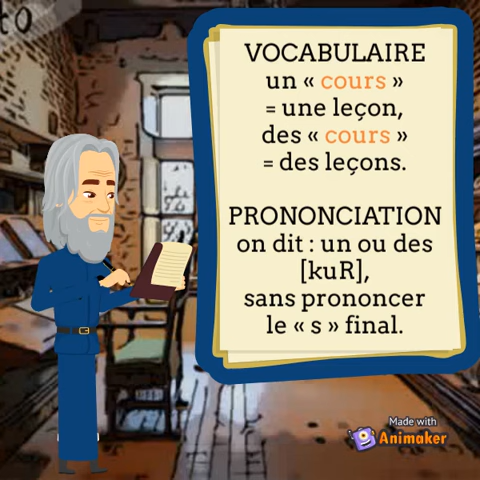 to
VOCABULAIRE
un « cours »
= une leçon,
des « cours »
= des leçons.
PRONONCIATION
on dit : un ou des
[kuR],
sans prononcer
le « s » final.
Made with
Animaker